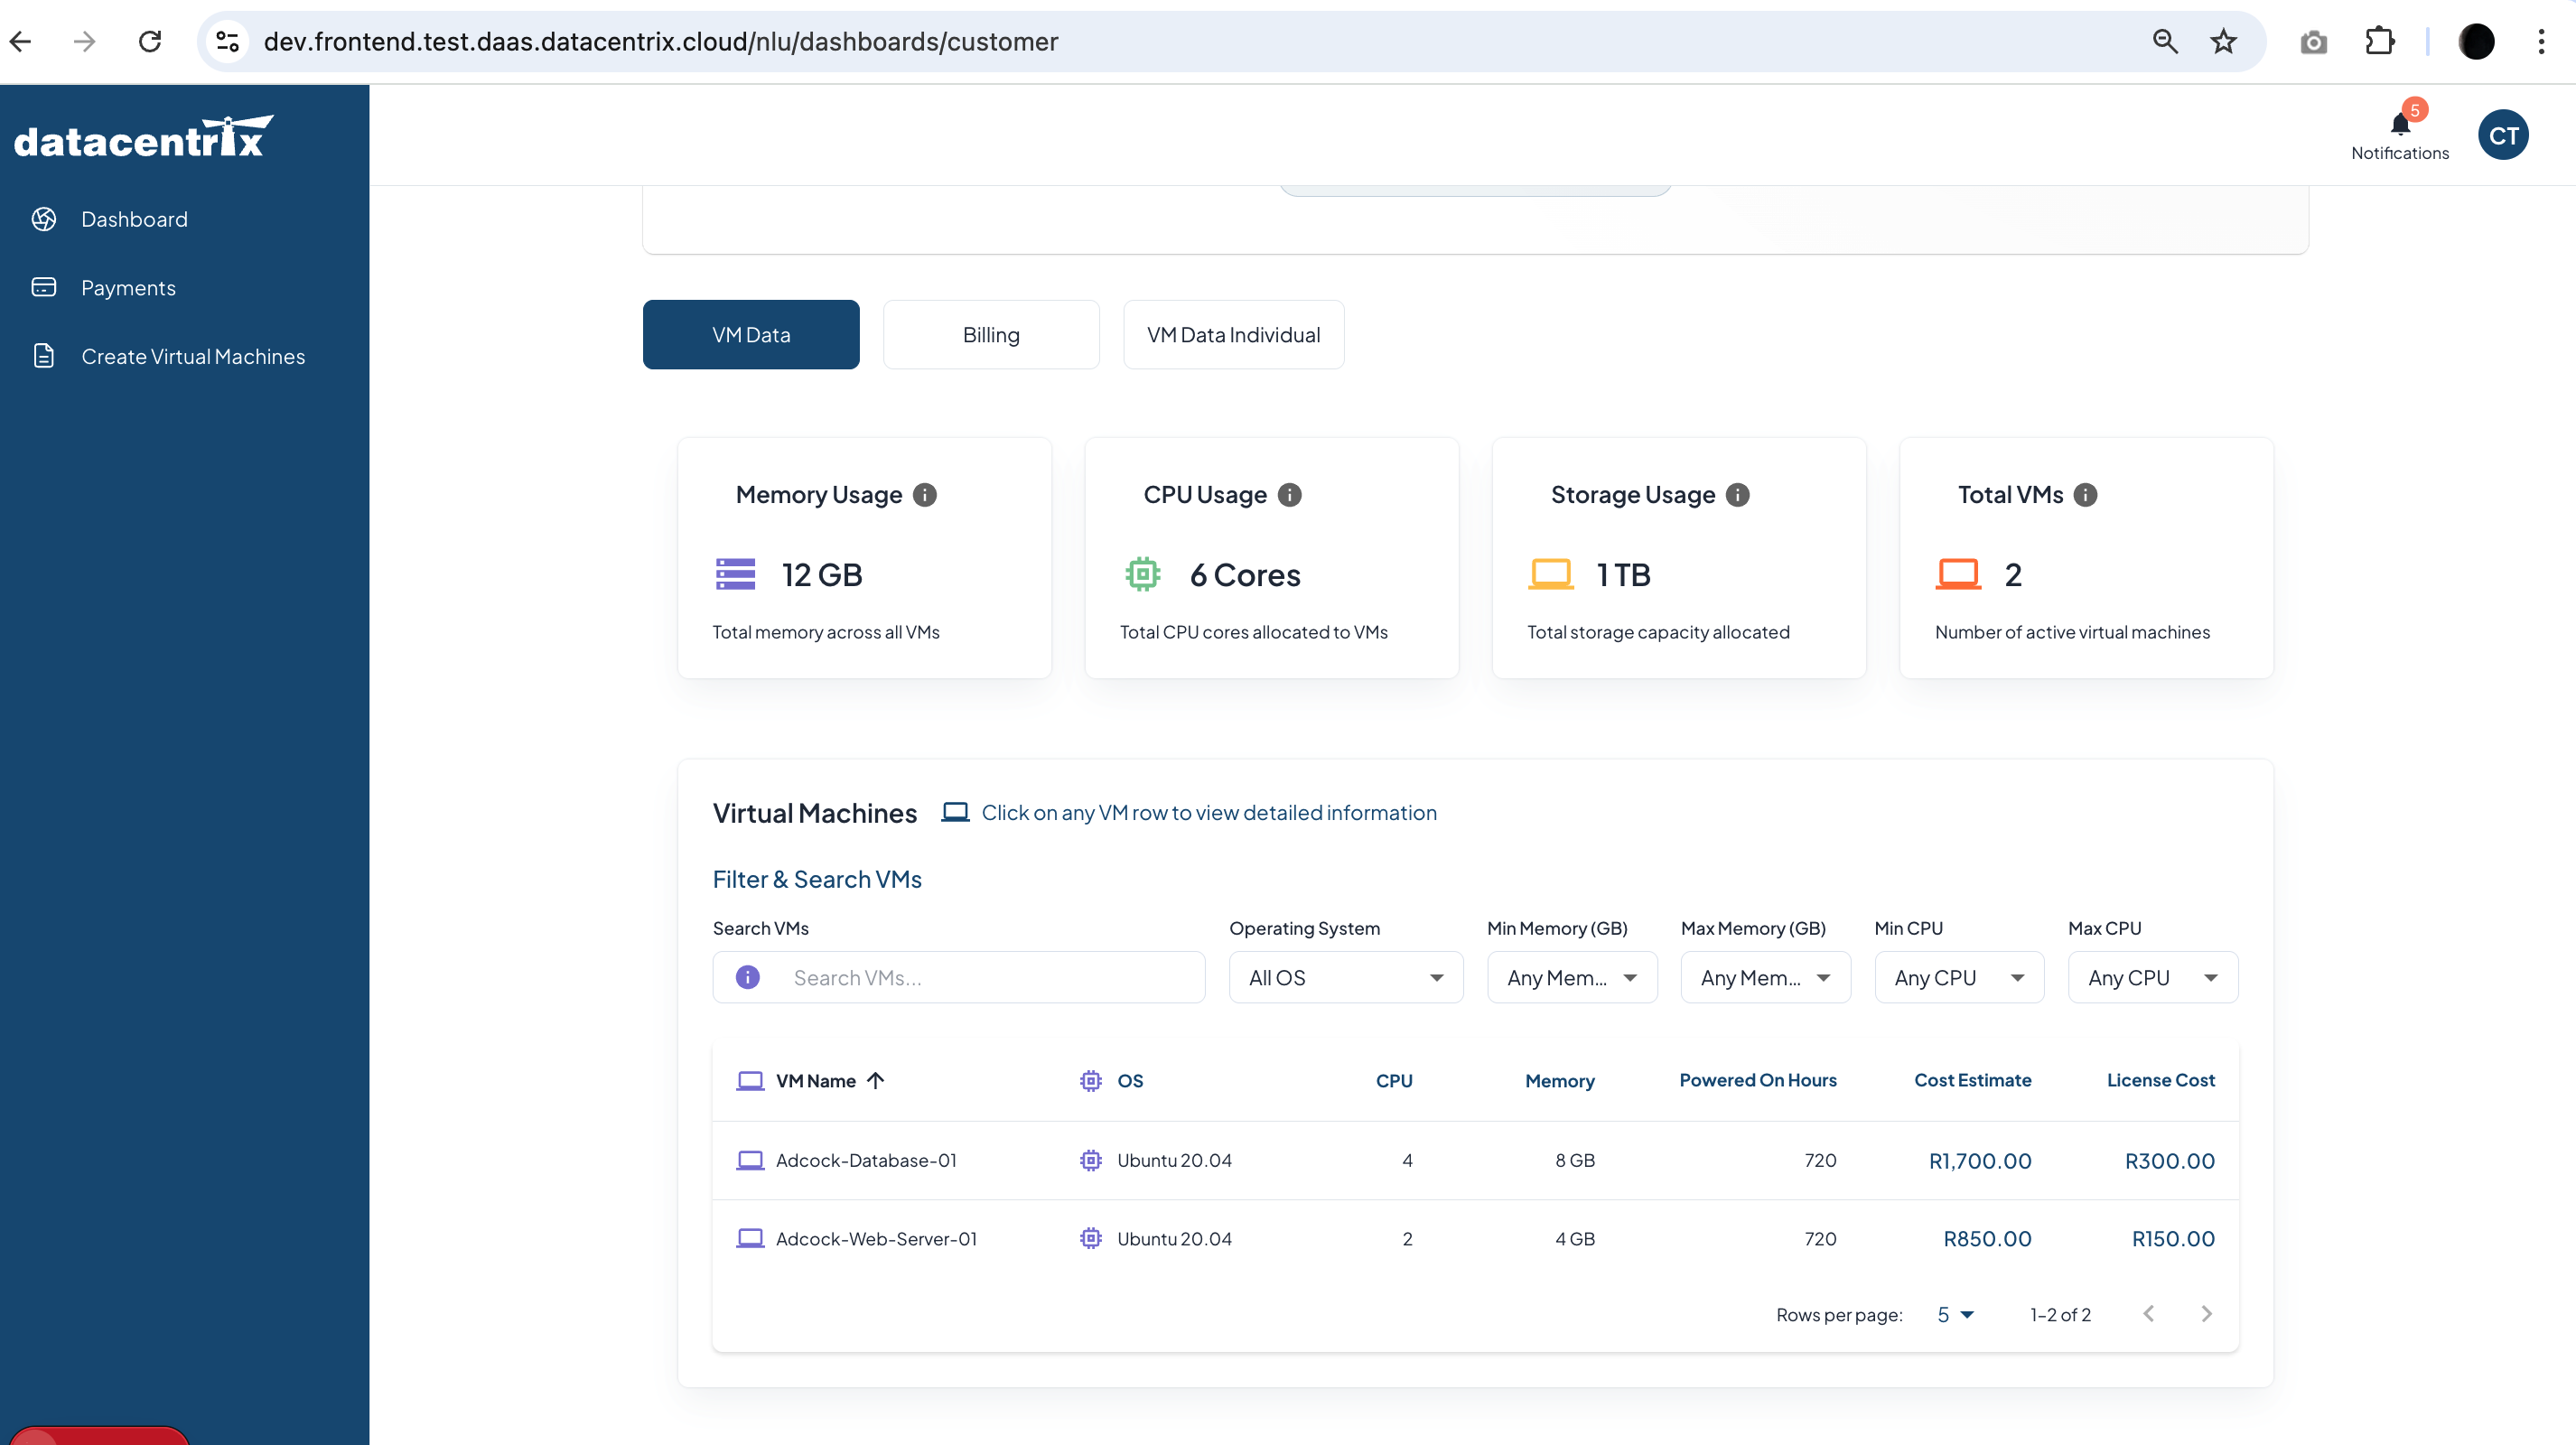 dev.frontend.test.daas.datacentrix.cloud/nlu/dashboards/customer
datacentrix
5
Notifications
CT
Dashboard
Payments
Create Virtual Machines
VM Data
Billing
VM Data Individual
Memory Usage
CPU Usage
Storage Usage
Total VMs
12 GB
6 Cores
1 TB
2
Total memory across all VMs
Total CPU cores allocated to VMs
Total storage capacity allocated
Number of active virtual machines
Virtual Machines
Click on any VM row to view detailed information
Filter & Search VMs
Search VMs
Operating System
Min Memory (GB)
Max Memory (GB)
Min CPU
Max CPU
Search VMs...
All OS
Any Mem...
Any Mem...
Any CPU
Any CPU
VM Name OS CPU Memory Powered On Hours Cost Estimate License Cost
Adcock-Database-01 Ubuntu 20.04 4 8 GB 720 R1,700.00 R300.00
Adcock-Web-Server-01 Ubuntu 20.04 2 4 GB 720 R850.00 R150.00
Rows per page: 5 1–2 of 2